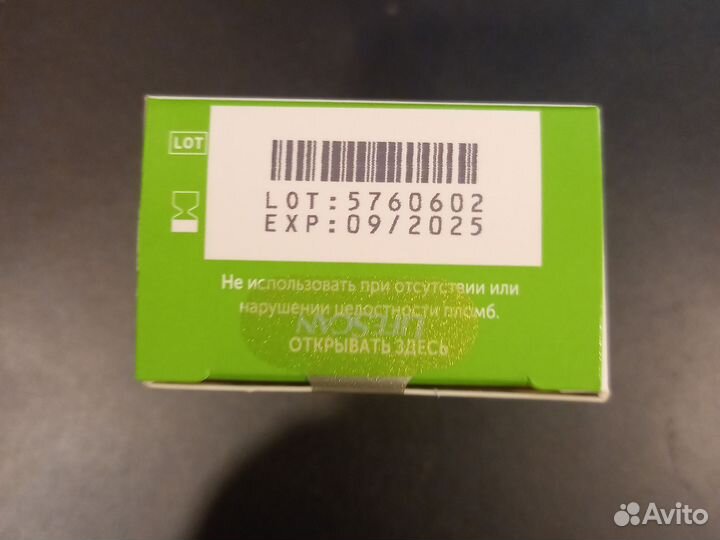 LOT
LOT:5760602
EXP:09/2025
Не использовать при отсутствии или
нарушении целостности пломб.
LIFESCAN
ОТКРЫВАТЬ ЗДЕСЬ
Avito